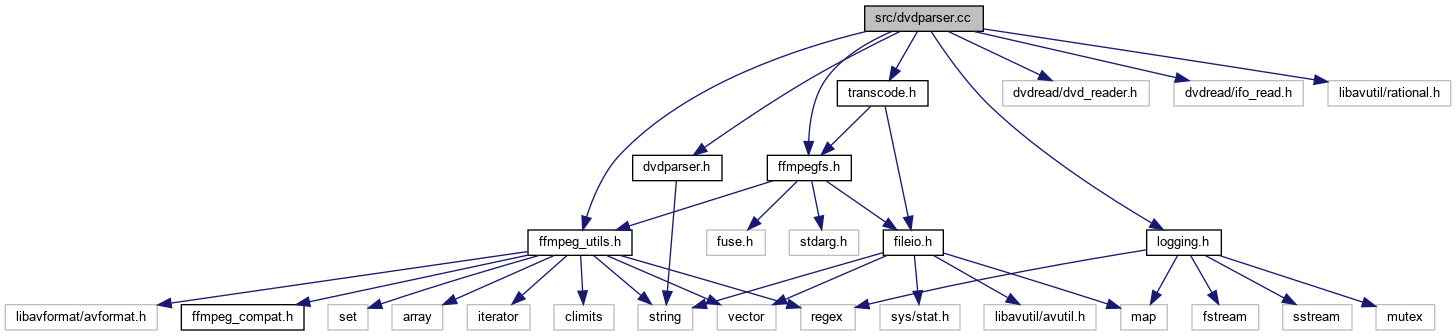 src/dvdparser.cc
transcode.h
dvdread/dvd_reader.h
dvdread/ifo_read.h
libavutil/rational.h
dvdparser.h
ffmpegfs.h
ffmpeg_utils.h
fuse.h
stdarg.h
fileio.h
logging.h
libavformat/avformat.h
ffmpeg_compat.h
set
array
iterator
climits
string
vector
regex
sys/stat.h
libavutil/avutil.h
map
fstream
sstream
mutex